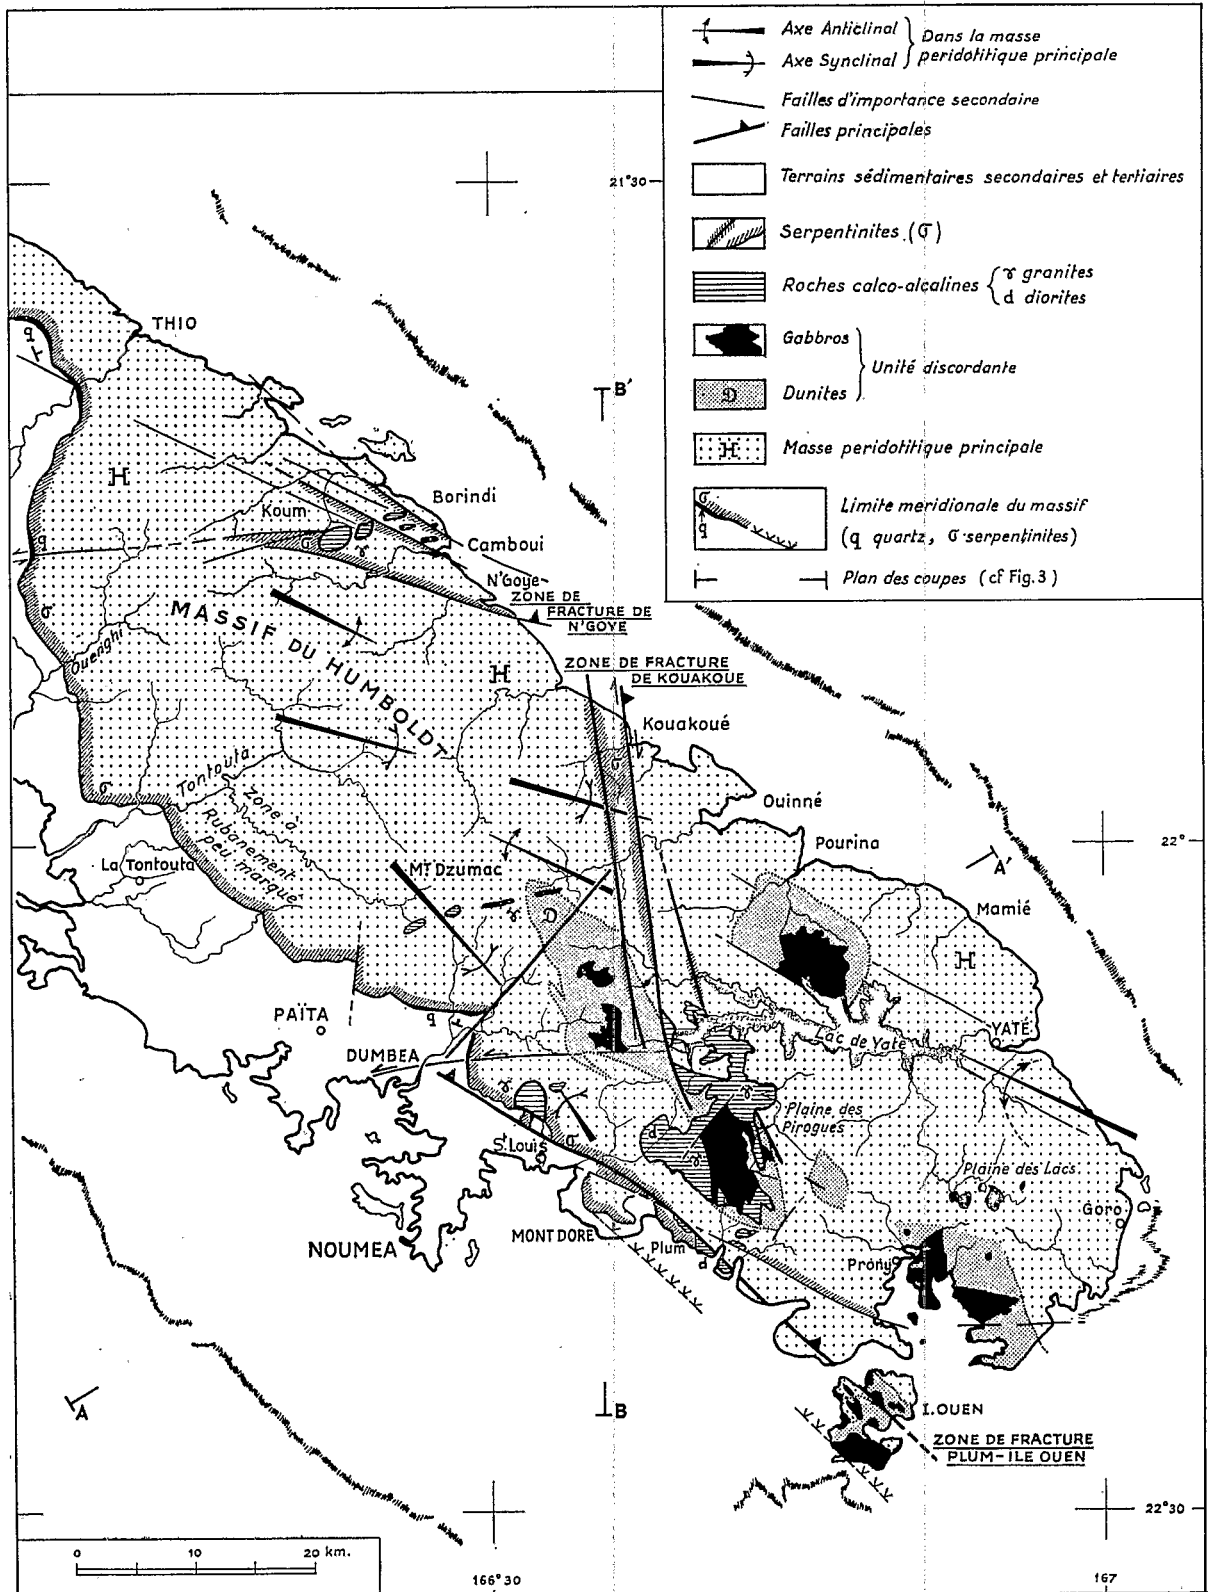 Axe Anticlinal
Axe Synclinal
Dans la masse
peridotitique principale
Failles d'importance secondaire
Failles principales
Terrains sédimentaires secondaires et tertiaires
Serpentinites (σ)
Roches calco-alcalines
γ granites
d diorites
Gabbros
Unité discordante
D
Dunites
H
Masse peridotitique principale
σ
q
Limite meridionale du massif
(q quartz, σ serpentinites)
Plan des coupes (cf Fig.3)
21°30
THIO
q
B'
H
Borindi
Koum
σ
γ
Camboui
q
N'Goye
ZONE DE
FRACTURE DE
N'GOYE
σ
MASSIF DU HUMBOLDT
Ouenghi
H
ZONE DE FRACTURE
DE KOUAKOUE
Kouakoué
σ
σ
Tontouta
Zone à
Rubanement
peu marqué
Ouinné
Pourina
22°
A'
La Tontouta
MT Dzumac
γ
D
Mamié
H
PAÏTA
q
Lac de Yaté
YATÉ
DUMBEA
γ
γ
Plaine des
Pirogues
d
γ
St Louis
σ
Plaine des Lacs
Goro
MONT DORE
NOUMEA
Plum
d
Prony
A
B
I.OUEN
ZONE DE FRACTURE
PLUM-ILE OUEN
22°30
0 10 20 km.
166°30
167